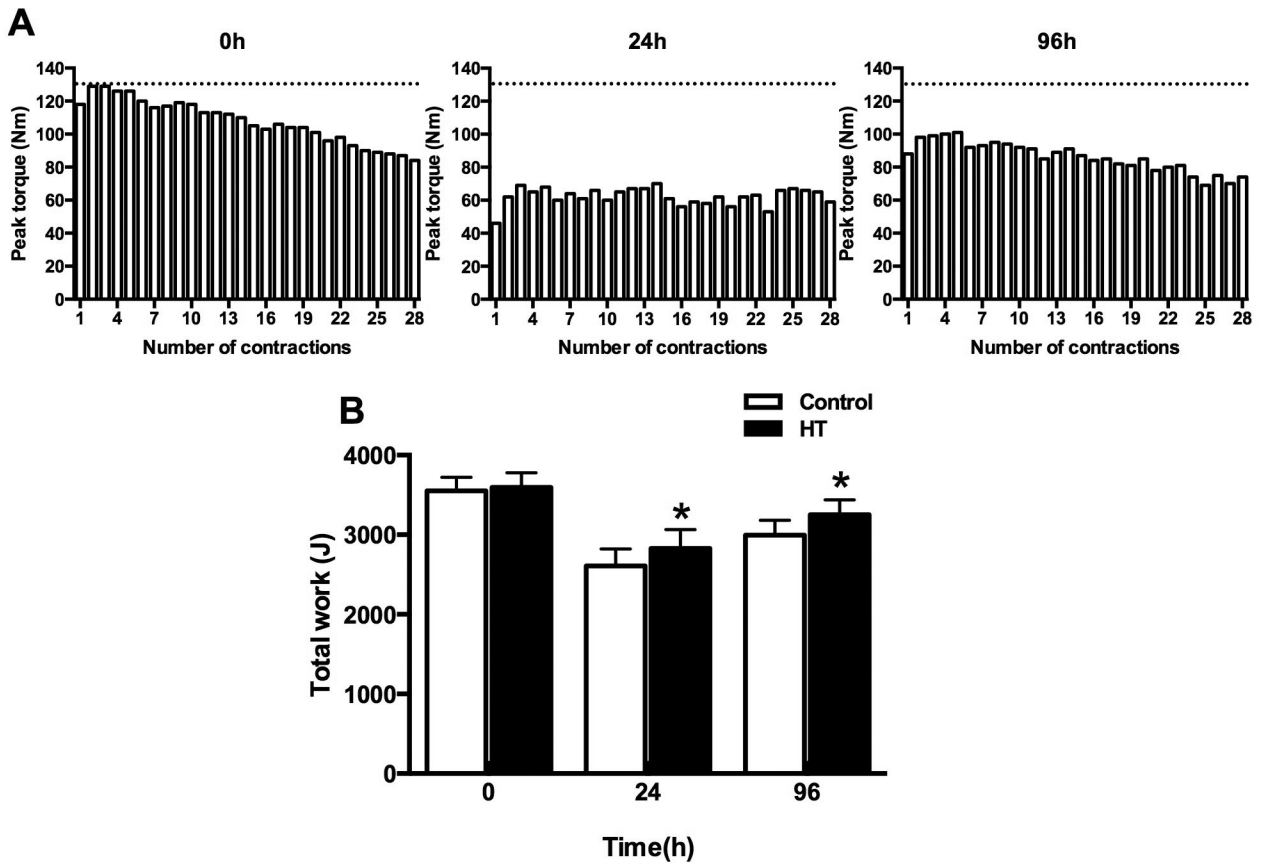 A
0h 24h 96h
Peak torque (Nm)
140
120
100
80
60
40
20
0
1 4 7 10 13 16 19 22 25 28
Number of contractions
Peak torque (Nm)
140
120
100
80
60
40
20
0
1 4 7 10 13 16 19 22 25 28
Number of contractions
Peak torque (Nm)
140
120
100
80
60
40
20
0
1 4 7 10 13 16 19 22 25 28
Number of contractions
B
Control
HT
Total work (J)
4000
3000
2000
1000
0
* *
0 24 96
Time(h)